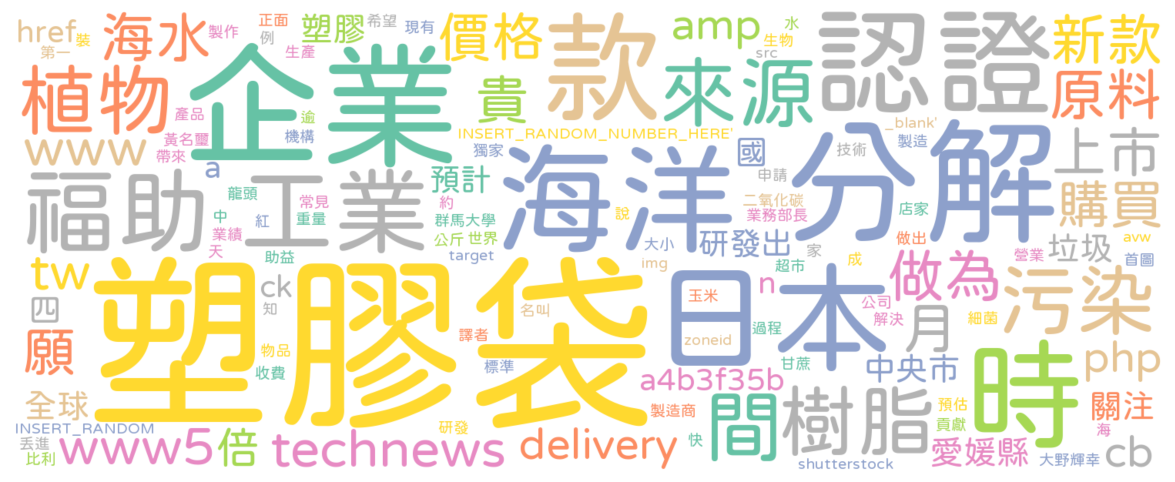 href
第一
裝
海水
製作
正面
例
生產
塑膠
希望
現有
價格
款
amp
生物
水
src
認證
新款
原料
植物
企業
貴
來源
產品
黃名璽
帶來
逾
機構
INSERT_RANDOM_NUMBER_HERE'
_blank'
製造
www
a
獨家
國
技術
分解
上市
福助工業
龍頭
常見
重量
中
紅
業績
天
助益
預計
約
群馬大學
公斤
世界
target
海洋
說
大小
img
申請
二氧化碳
業務部長
研發出
家
店家
做出
購買
垃圾
營業
avw
首圖
tw
ck
四
知
願
塑膠袋
名叫
物品
收費
譯者
標準
日本
玉米
zoneid
n
超市
成
過程
公司
解決
甘蔗
做為
月
細菌
污染
中央市
php
a4b3f35b
製造商
全球
INSERT_RANDOM
丟進
比利
www5
倍
technews
研發
delivery
快
間
樹脂
shutterstock
時
預估
貢獻
關注
海
愛媛縣
大野輝幸
cb